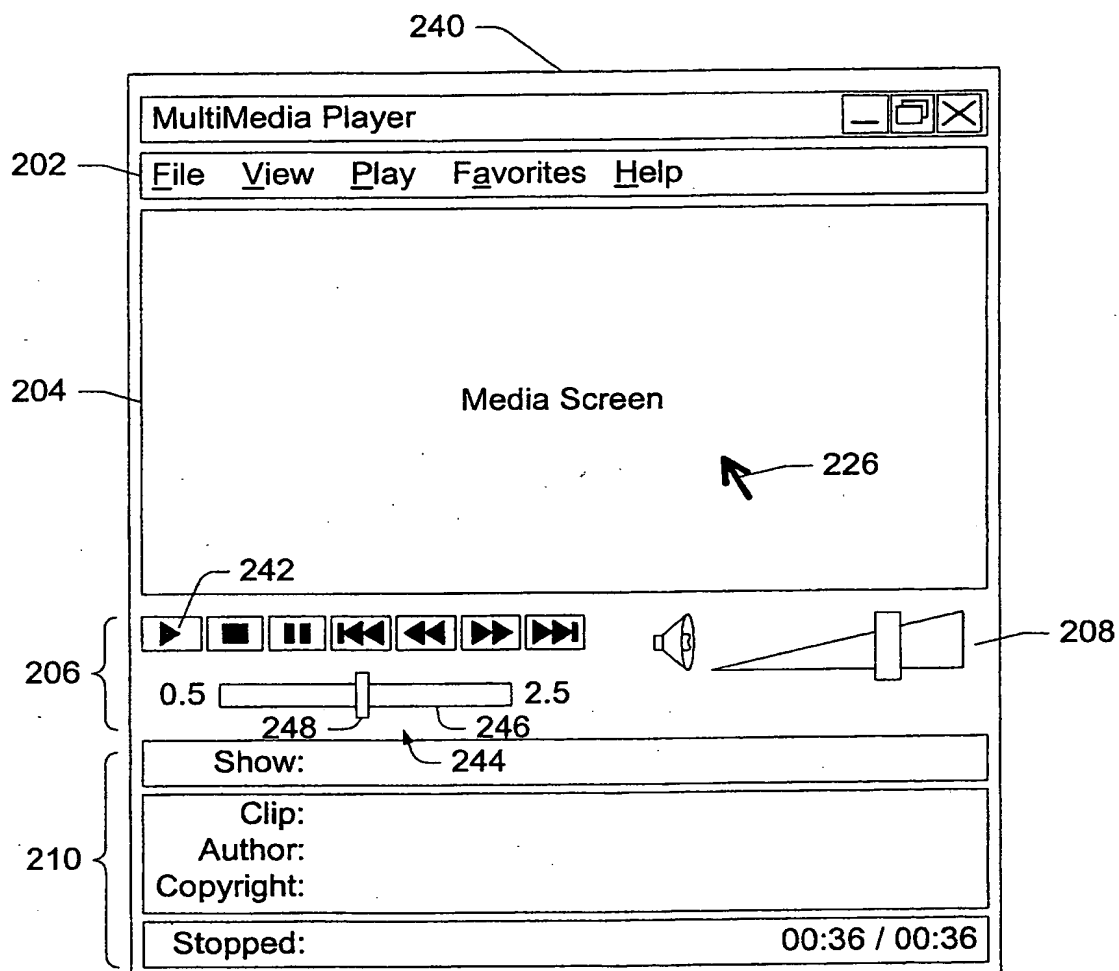 240
MultiMedia Player
202
File View Play Favorites Help
204
Media Screen
226
242
208
206
0.5 2.5
248 246
244
Show:
210
Clip:
Author:
Copyright:
Stopped: 00:36 / 00:36